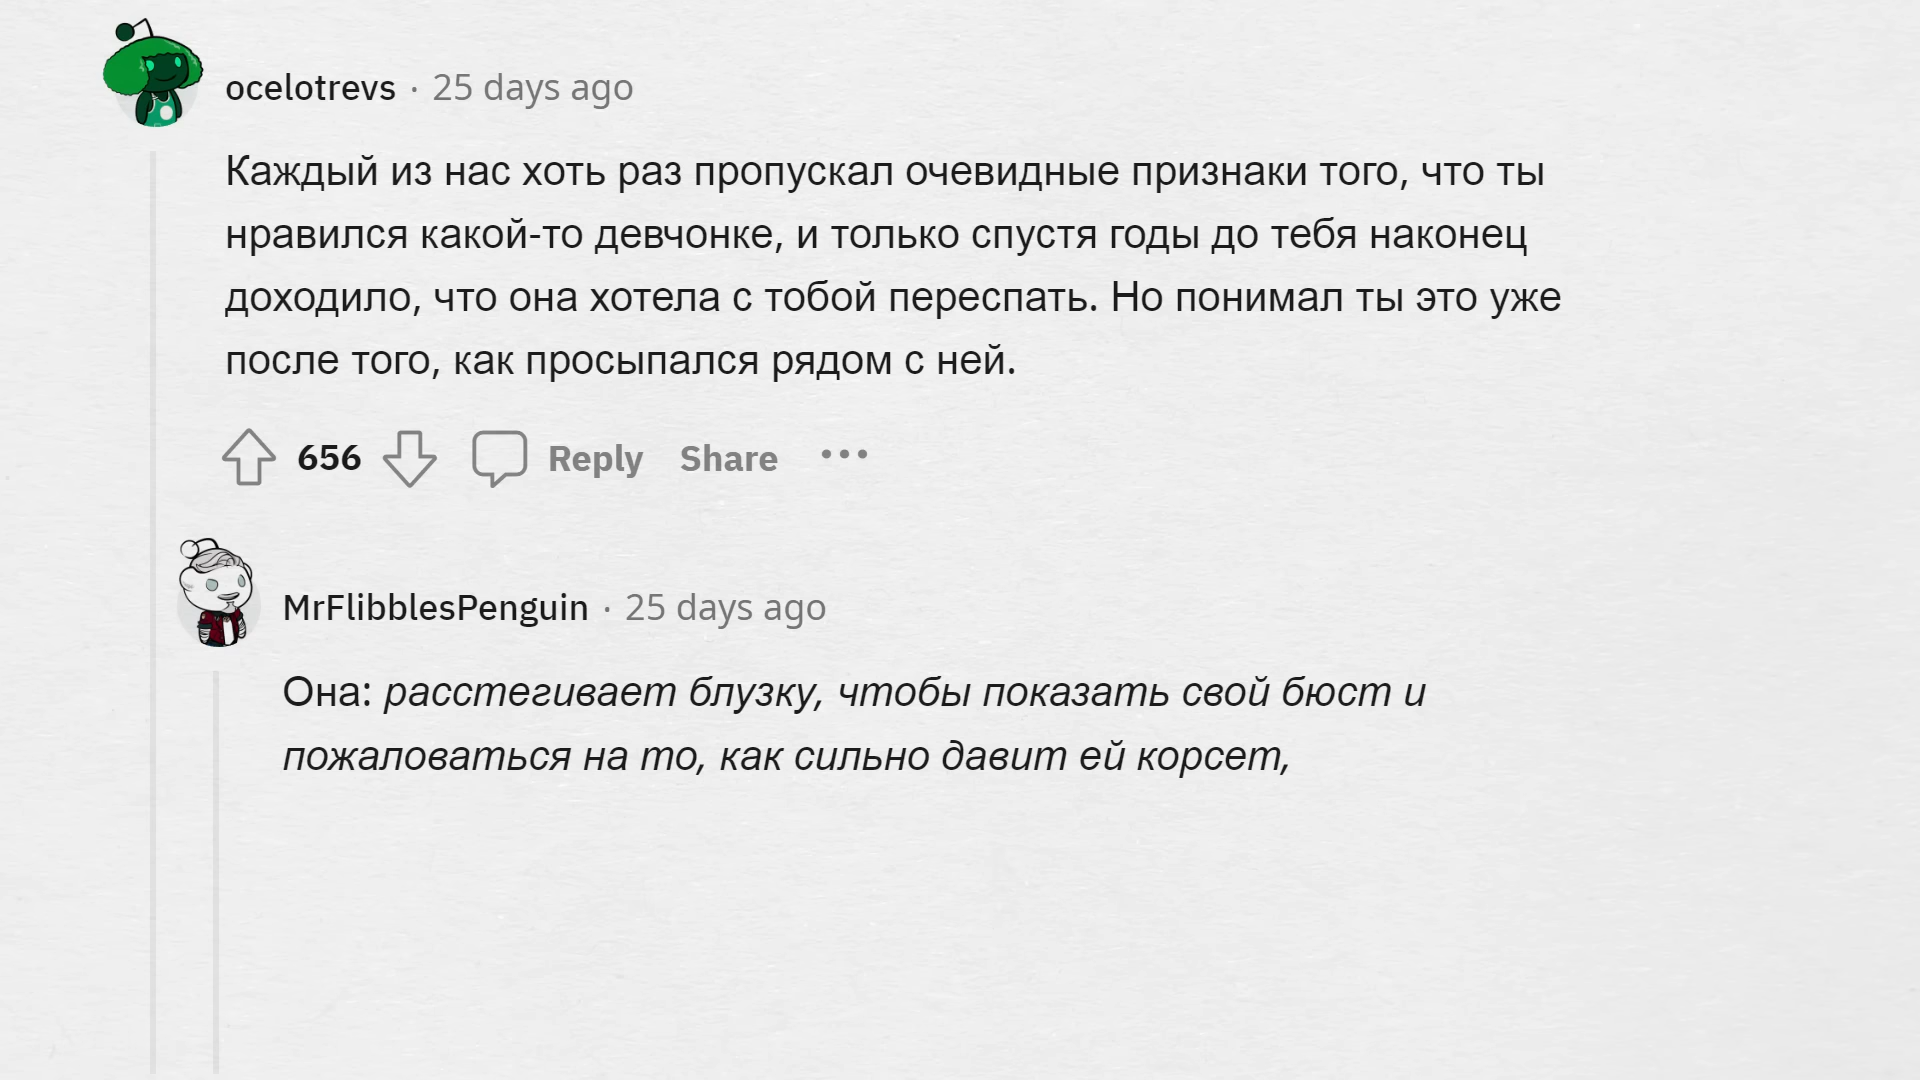 ocelotrevs · 25 days ago
Каждый из нас хоть раз пропускал очевидные признаки того, что ты
нравился какой-то девчонке, и только спустя годы до тебя наконец
доходило, что она хотела с тобой переспать. Но понимал ты это уже
после того, как просыпался рядом с ней.
656 Reply Share •••
MrFlibblesPenguin · 25 days ago
Она: расстегивает блузку, чтобы показать свой бюст и
пожаловаться на то, как сильно давит ей корсет,